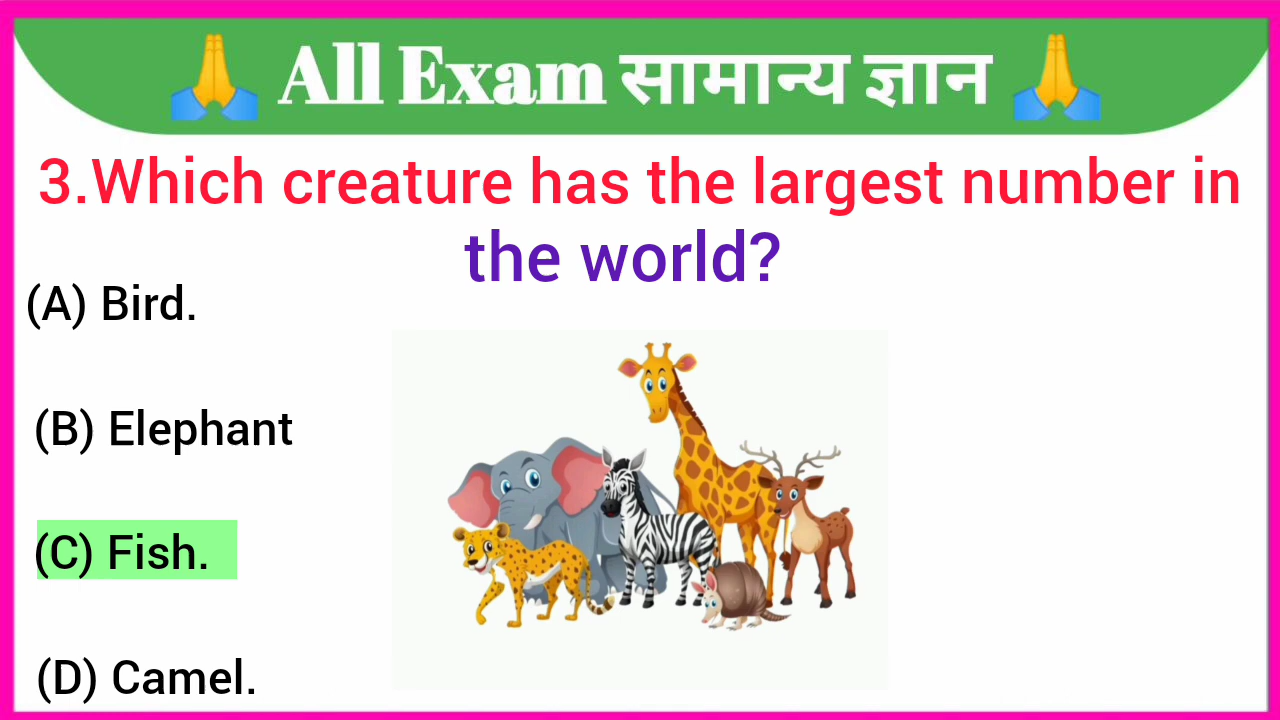 🙏 All Exam सामान्य ज्ञान 🙏
3.Which creature has the largest number in
the world?
(A) Bird.
(B) Elephant
(C) Fish.
(D) Camel.